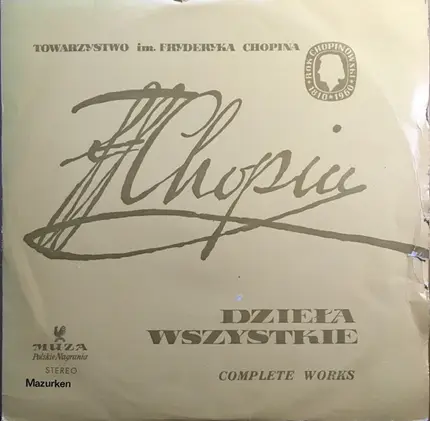 TOWARZYSTWO im. FRYDERYKA CHOPINA
ROK CHOPINOWSKI
1810 1960
FChopin
DZIEŁA
WSZYSTKIE
MUZA
Polskie Nagrania
STEREO
COMPLETE WORKS
Mazurken